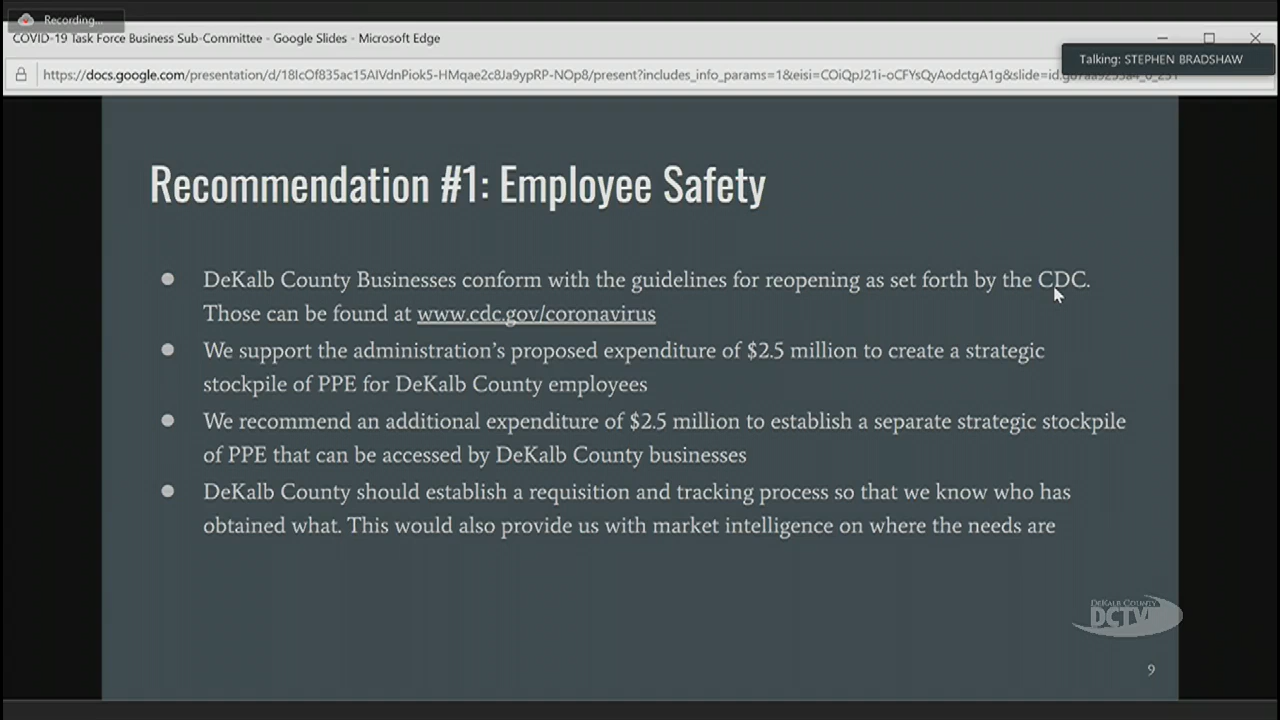 Recording...
COVID-19 Task Force Business Sub-Committee - Google Slides - Microsoft Edge
Talking: STEPHEN BRADSHAW
Recommendation #1: Employee Safety
● DeKalb County Businesses conform with the guidelines for reopening as set forth by the CDC.
Those can be found at www.cdc.gov/coronavirus
● We support the administration's proposed expenditure of $2.5 million to create a strategic
stockpile of PPE for DeKalb County employees
● We recommend an additional expenditure of $2.5 million to establish a separate strategic stockpile
of PPE that can be accessed by DeKalb County businesses
● DeKalb County should establish a requisition and tracking process so that we know who has
obtained what. This would also provide us with market intelligence on where the needs are
DeKalb County
DCTV
9